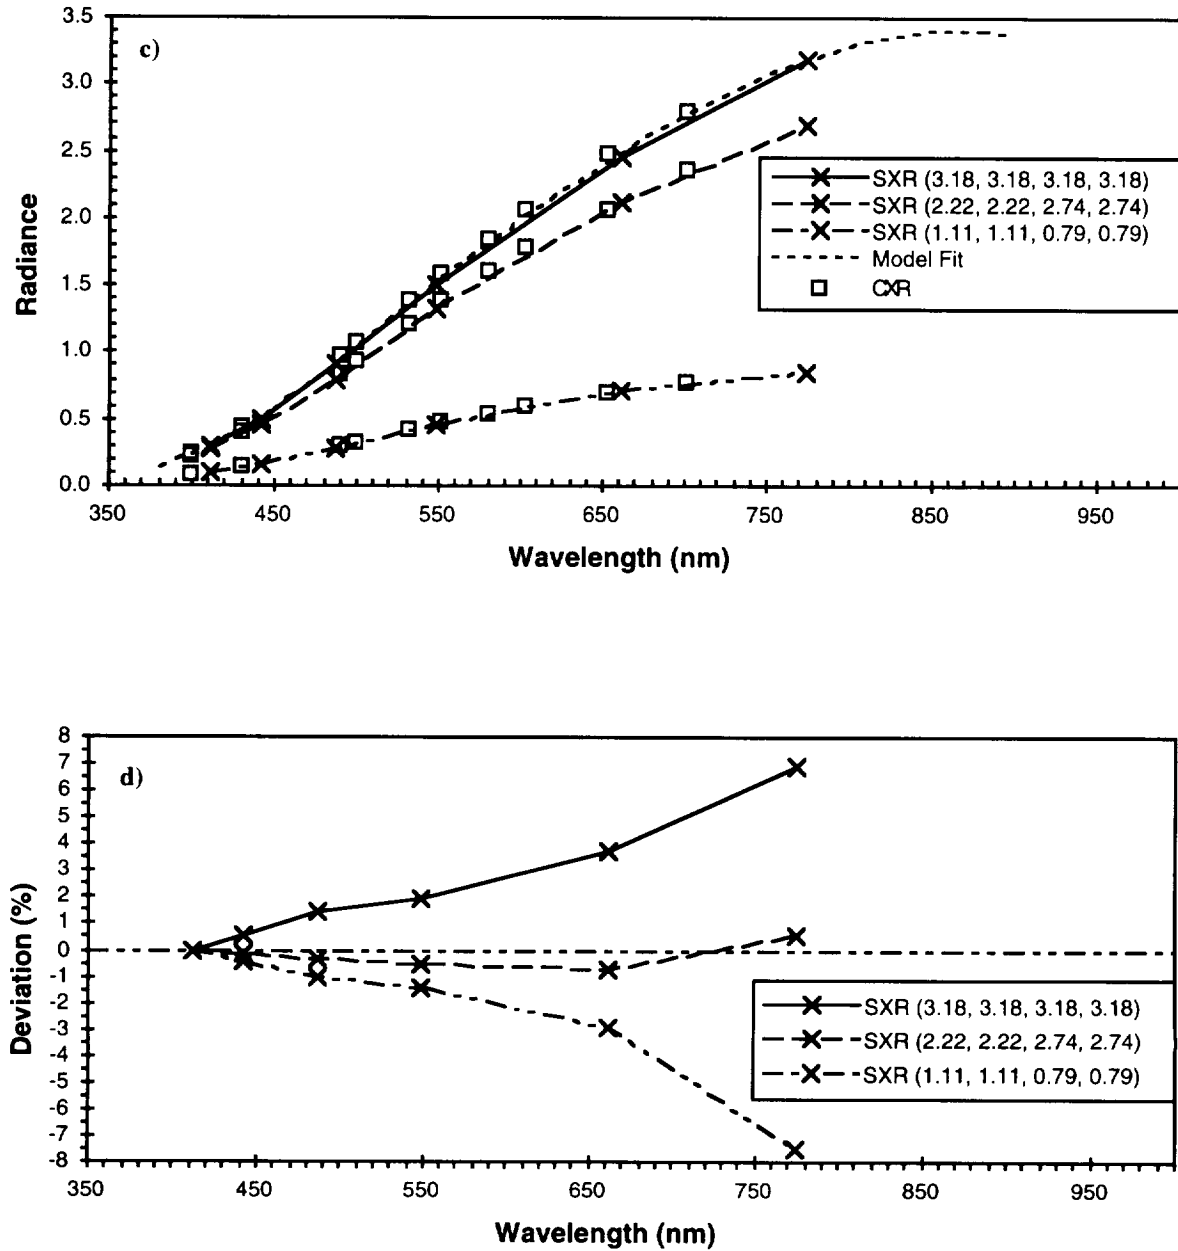 3.5
c)
3.0
2.5
2.0
1.5
1.0
0.5
0.0
Radiance
SXR (3.18, 3.18, 3.18, 3.18)
SXR (2.22, 2.22, 2.74, 2.74)
SXR (1.11, 1.11, 0.79, 0.79)
Model Fit
CXR
350 450 550 650 750 850 950
Wavelength (nm)
8
d)
7
6
5
4
3
2
1
0
-1
-2
-3
-4
-5
-6
-7
-8
Deviation (%)
SXR (3.18, 3.18, 3.18, 3.18)
SXR (2.22, 2.22, 2.74, 2.74)
SXR (1.11, 1.11, 0.79, 0.79)
350 450 550 650 750 850 950
Wavelength (nm)